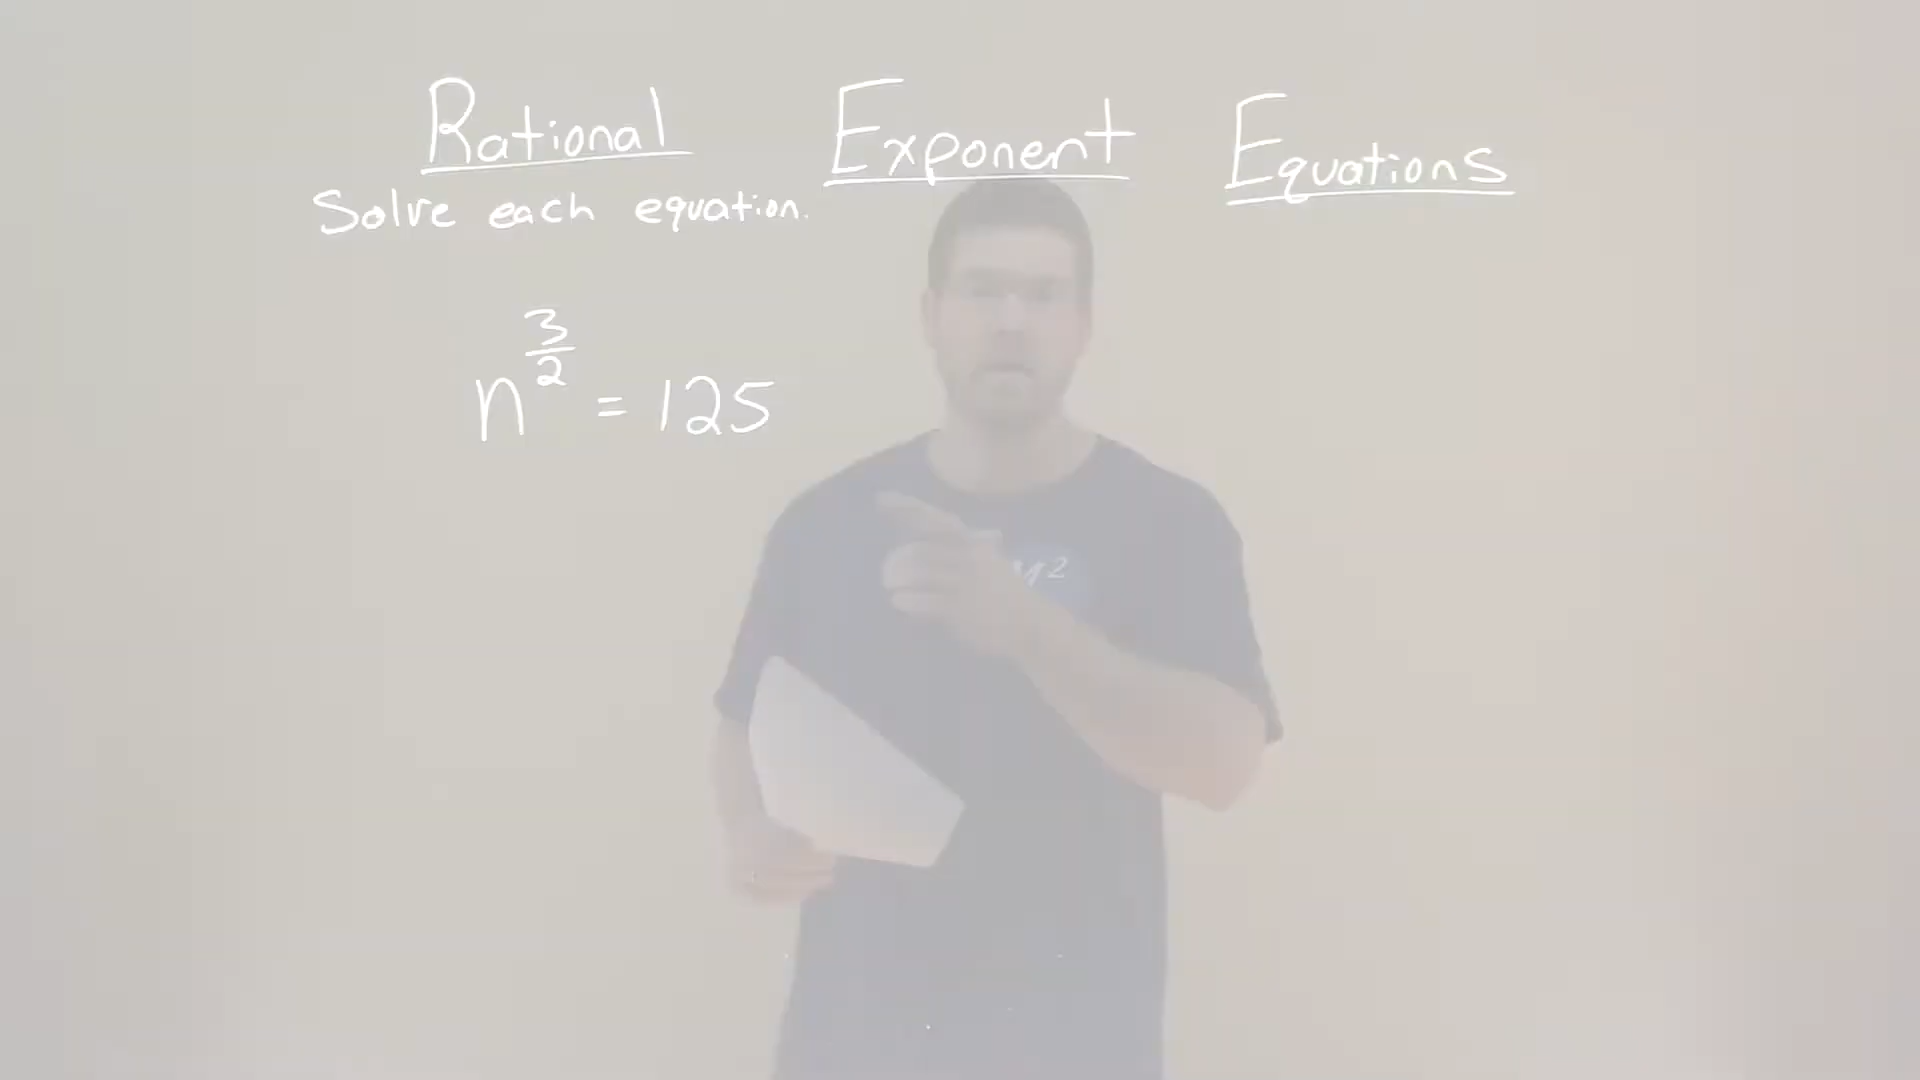 Rational Exponent Equations
Solve each equation.
n^{3/2} = 125